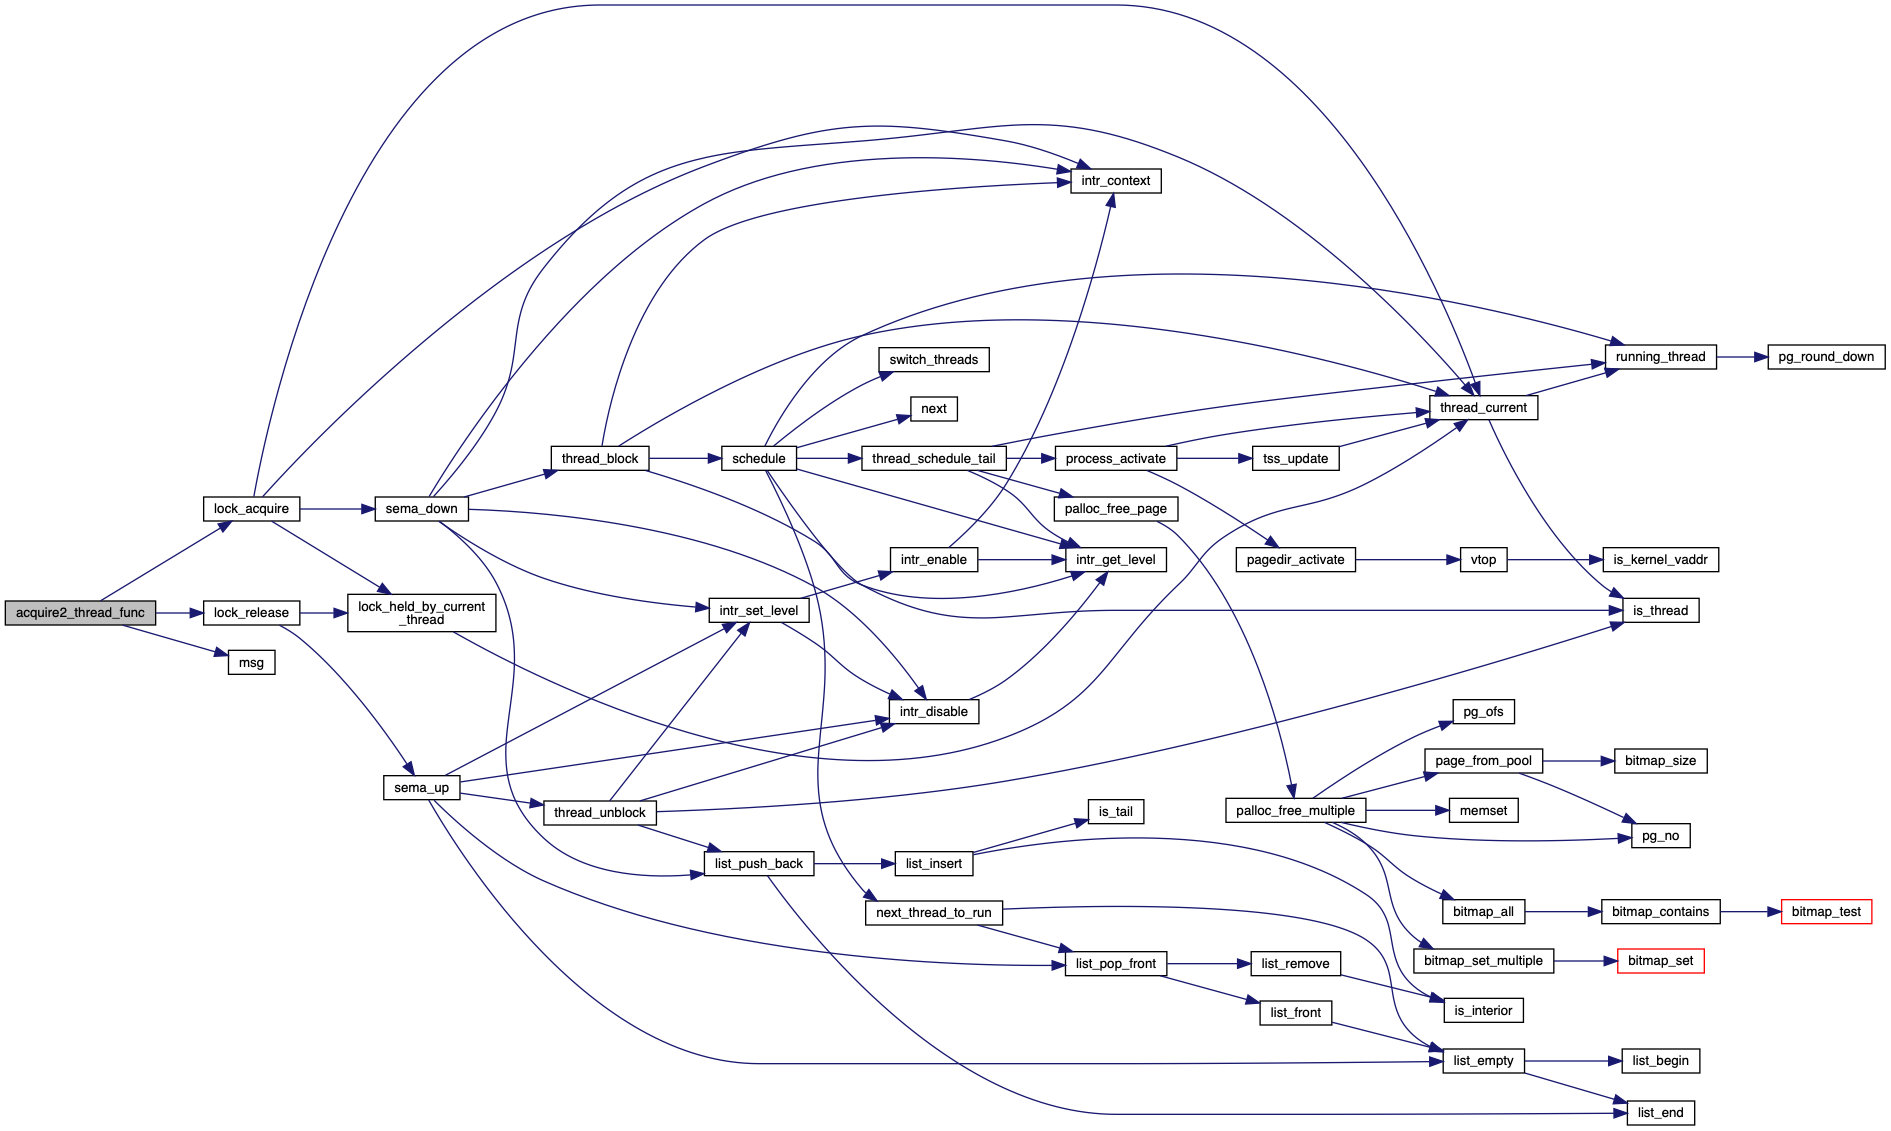 acquire2_thread_func
lock_acquire
lock_release
msg
sema_down
lock_held_by_current
_thread
sema_up
thread_block
thread_unblock
schedule
intr_set_level
list_push_back
switch_threads
next
thread_schedule_tail
intr_enable
intr_disable
list_insert
next_thread_to_run
intr_context
process_activate
palloc_free_page
intr_get_level
is_tail
list_pop_front
tss_update
pagedir_activate
palloc_free_multiple
list_remove
list_front
thread_current
vtop
pg_ofs
page_from_pool
memset
bitmap_all
bitmap_set_multiple
is_interior
list_empty
running_thread
is_kernel_vaddr
is_thread
bitmap_size
pg_no
bitmap_contains
bitmap_set
list_begin
list_end
pg_round_down
bitmap_test